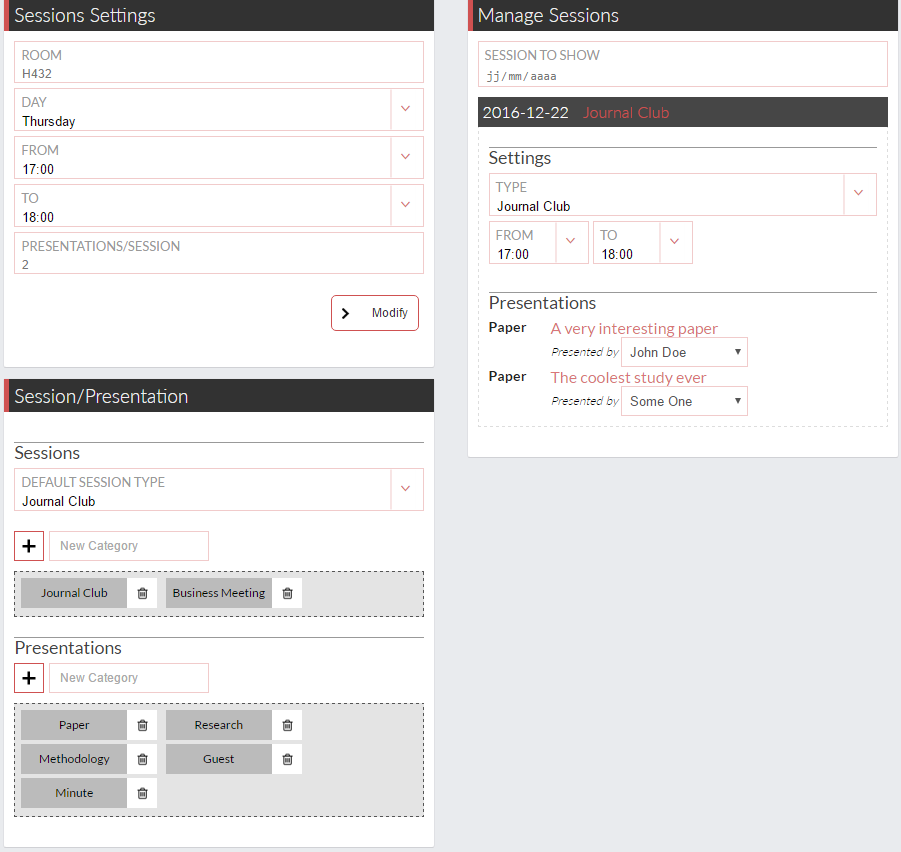 Sessions Settings
ROOM
H432
DAY
Thursday
FROM
17:00
TO
18:00
PRESENTATIONS/SESSION
2
Modify
Session/Presentation
Sessions
DEFAULT SESSION TYPE
Journal Club
New Category
Journal Club Business Meeting
Presentations
New Category
Paper Research
Methodology Guest
Minute
Manage Sessions
SESSION TO SHOW
jj/mm/aaaa
2016-12-22 Journal Club
Settings
TYPE
Journal Club
FROM TO
17:00 18:00
Presentations
Paper A very interesting paper
Presented by John Doe
Paper The coolest study ever
Presented by Some One